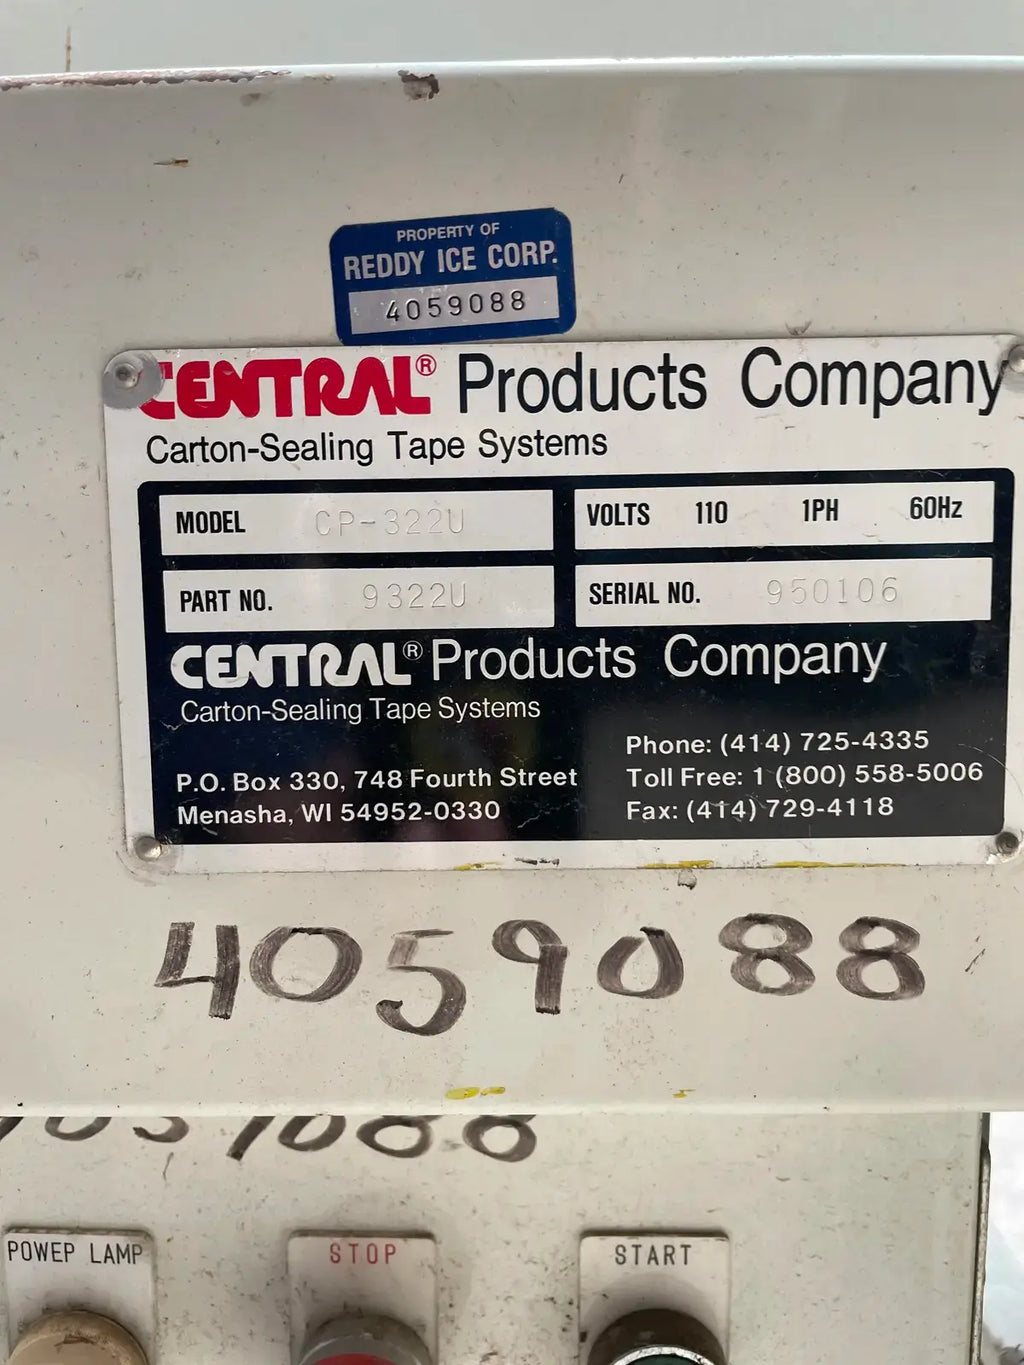 PROPERTY OF
REDDY ICE CORP.
4059088
CENTRAL® Products Company
Carton-Sealing Tape Systems
MODEL CP-322U
VOLTS 110 1PH 60Hz
PART NO. 9322U
SERIAL NO. 950106
CENTRAL® Products Company
Carton-Sealing Tape Systems
P.O. Box 330, 748 Fourth Street
Menasha, WI 54952-0330
Phone: (414) 725-4335
Toll Free: 1 (800) 558-5006
Fax: (414) 729-4118
4059088
4059088
POWEP LAMP
STOP
START